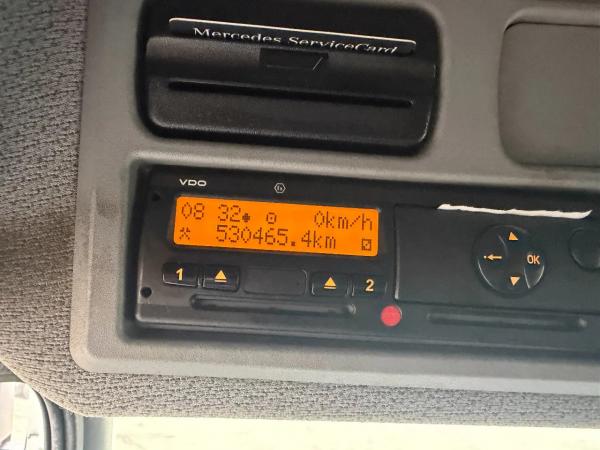 Mercedes ServiceCard
VDO
08 32 0km/h
530465.4km
1 2
OK